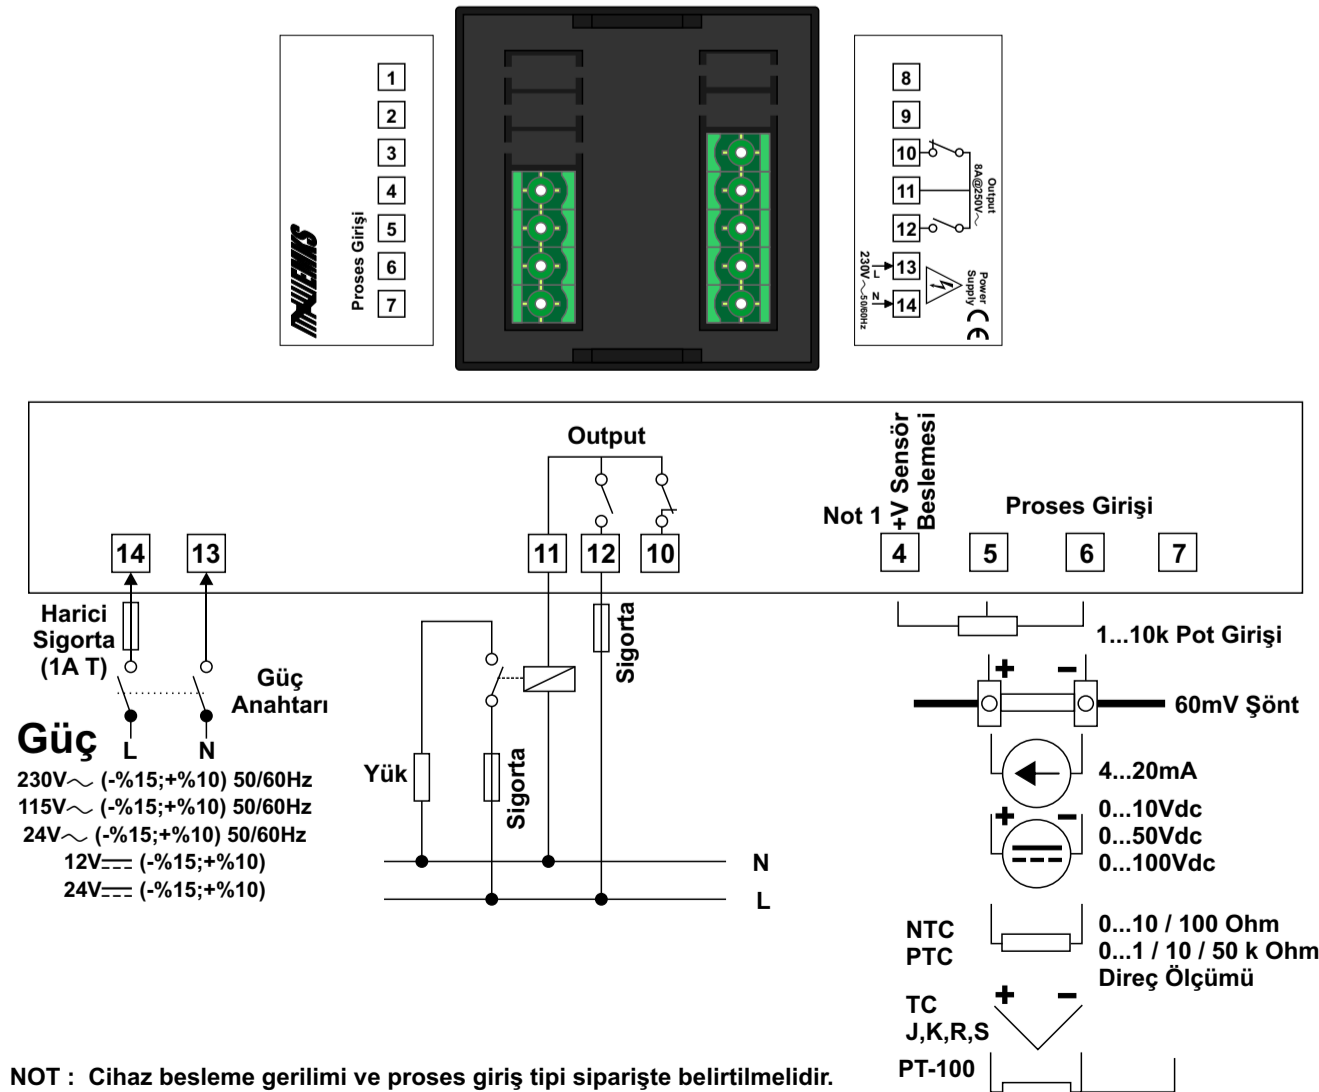 1
2
3
4
5
6
7
Proses Girişi
8
9
10
11
12
13
14
Output
8A@250V
230V 50/60Hz
L
N
Power
Supply
CE
Output
Not 1
+V Sensör
Beslemesi
Proses Girişi
14
13
11
12
10
4
5
6
7
Harici
Sigorta
(1A T)
Güç
Anahtarı
Güç
L
N
230V (-%15;+%10) 50/60Hz
115V (-%15;+%10) 50/60Hz
24V (-%15;+%10) 50/60Hz
12V (-%15;+%10)
24V (-%15;+%10)
Yük
Sigorta
Sigorta
N
L
1...10k Pot Girişi
+ −
60mV Şönt
4...20mA
+ −
0...10Vdc
0...50Vdc
0...100Vdc
NTC
PTC
0...10 / 100 Ohm
0...1 / 10 / 50 k Ohm
Direç Ölçümü
+ −
TC
J,K,R,S
PT-100
NOT : Cihaz besleme gerilimi ve proses giriş tipi siparişte belirtilmelidir.